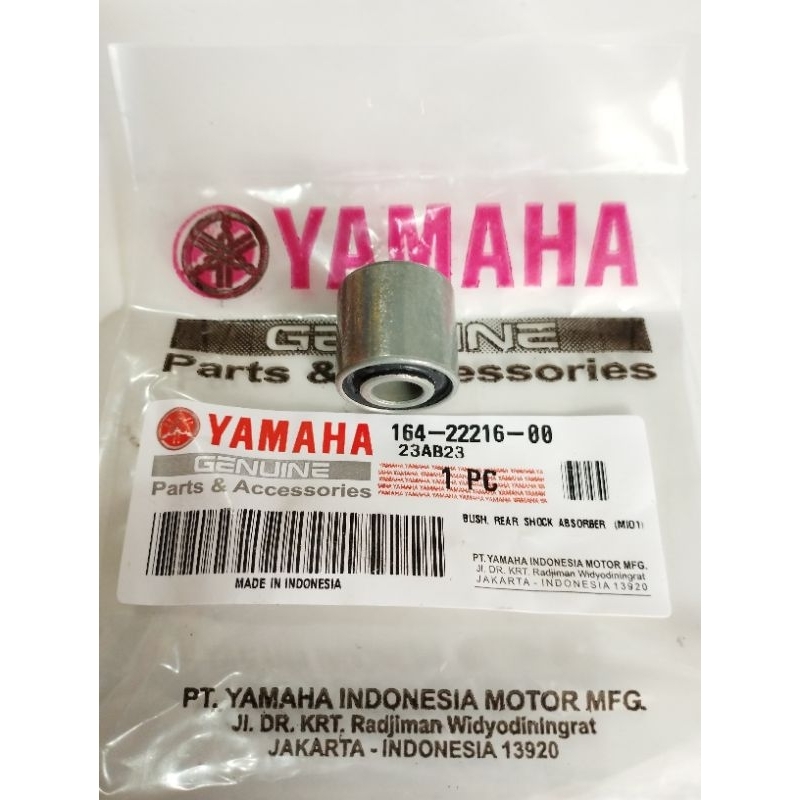 YAMAHA
GENUINE
Parts & Accessories
YAMAHA
GENUINE
Parts & Accessories
164-22216-00
23AB23
1 PC
BUSH, REAR SHOCK ABSORBER (MIO1)
MADE IN INDONESIA
PT. YAMAHA INDONESIA MOTOR MFG.
Jl. DR. KRT. Radjiman Widyodiningrat
JAKARTA - INDONESIA 13920
PT. YAMAHA INDONESIA MOTOR MFG.
Jl. DR. KRT. Radjiman Widyodiningrat
JAKARTA - INDONESIA 13920